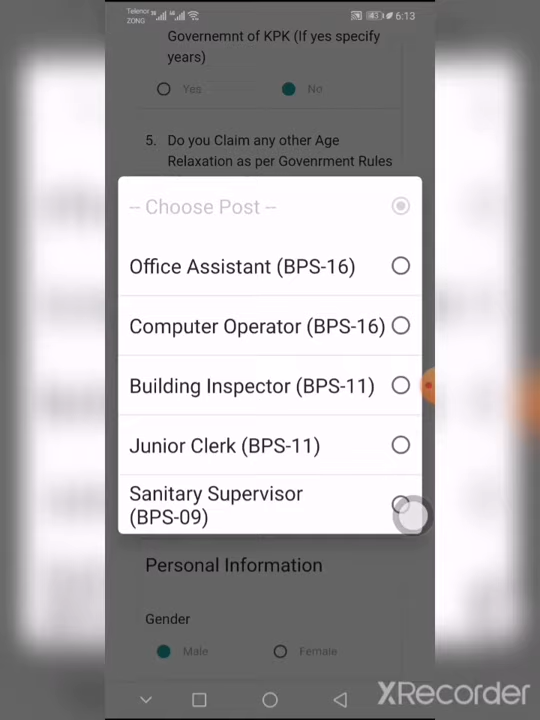 Telenor
ZONG
6:13
Governemnt of KPK (If yes specify
years)
Yes
No
5. Do you Claim any other Age
Relaxation as per Govenrment Rules
-- Choose Post --
Office Assistant (BPS-16)
Computer Operator (BPS-16)
Building Inspector (BPS-11)
Junior Clerk (BPS-11)
Sanitary Supervisor
(BPS-09)
Personal Information
Gender
Male
Female
XRecorder